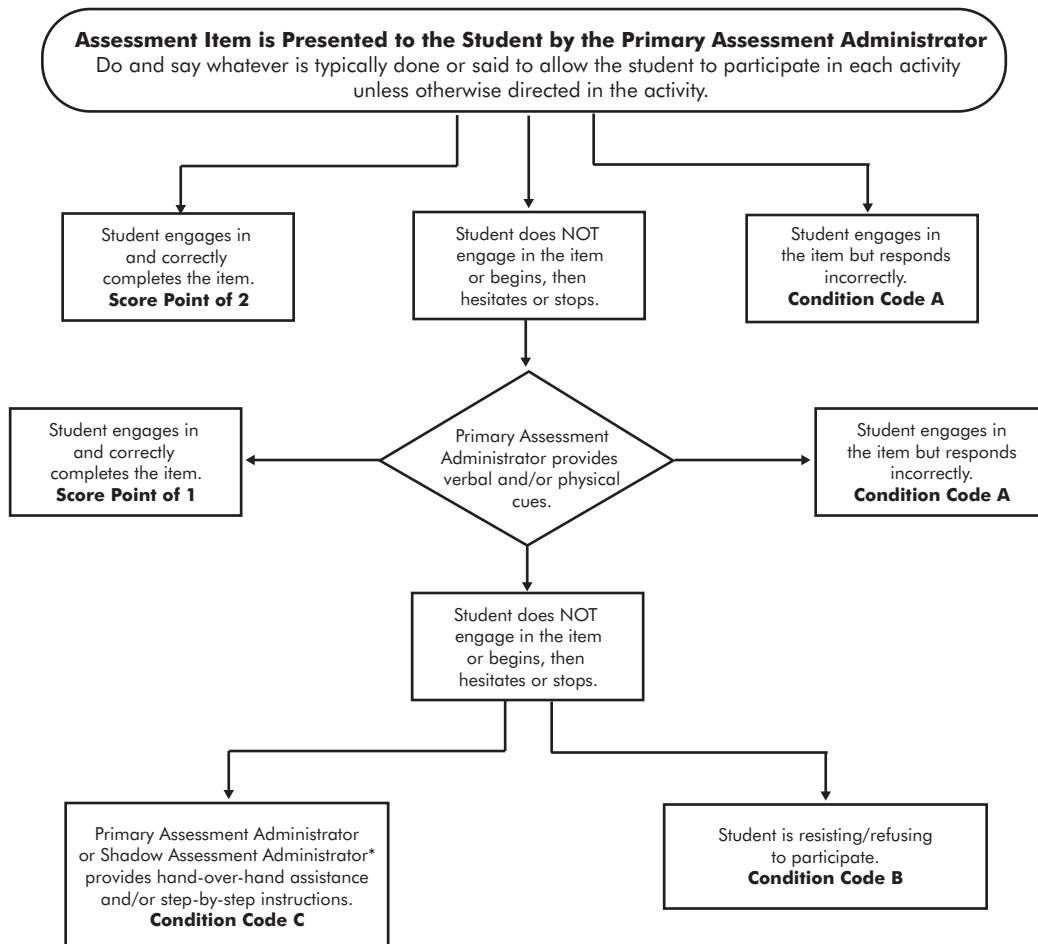 Assessment Item is Presented to the Student by the Primary Assessment Administrator
Do and say whatever is typically done or said to allow the student to participate in each activity
unless otherwise directed in the activity.
Student engages in
and correctly
completes the item.
Score Point of 2
Student does NOT
engage in the item
or begins, then
hesitates or stops.
Student engages in
the item but responds
incorrectly.
Condition Code A
Student engages in
and correctly
completes the item.
Score Point of 1
Primary Assessment
Administrator provides
verbal and/or physical
cues.
Student engages in
the item but responds
incorrectly.
Condition Code A
Student does NOT
engage in the item
or begins, then
hesitates or stops.
Primary Assessment Administrator
or Shadow Assessment Administrator*
provides hand-over-hand assistance
and/or step-by-step instructions.
Condition Code C
Student is resisting/refusing
to participate.
Condition Code B